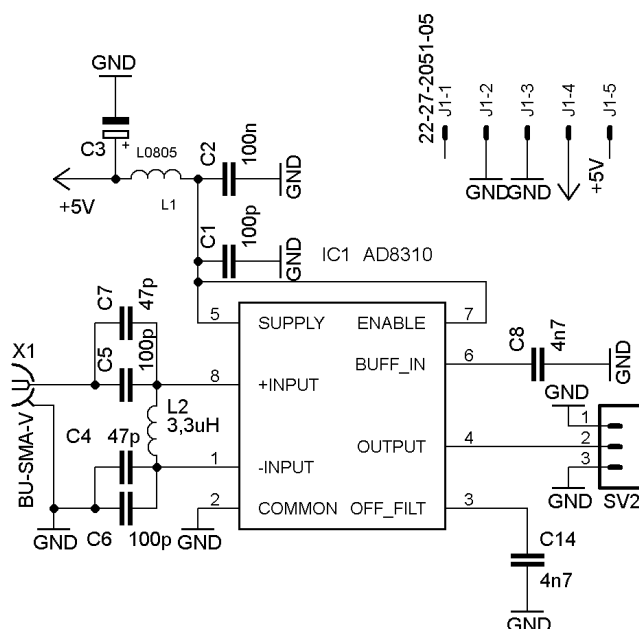 GND
C3
+
L0805
L1
+5V
C2
100n
GND
C1
100p
GND
22-27-2051-05
J1-1
J1-2
J1-3
J1-4
J1-5
GND
GND
+5V
IC1 AD8310
5
SUPPLY
ENABLE
7
BUFF_IN
6
C8
4n7
GND
C7
47p
C5
100p
X1
BU-SMA-V
8
+INPUT
L2
3,3uH
OUTPUT
4
GND
1
2
3
GND
SV2
C4
47p
1
-INPUT
2
COMMON
OFF_FILT
3
GND
C6
100p
GND
C14
4n7
GND